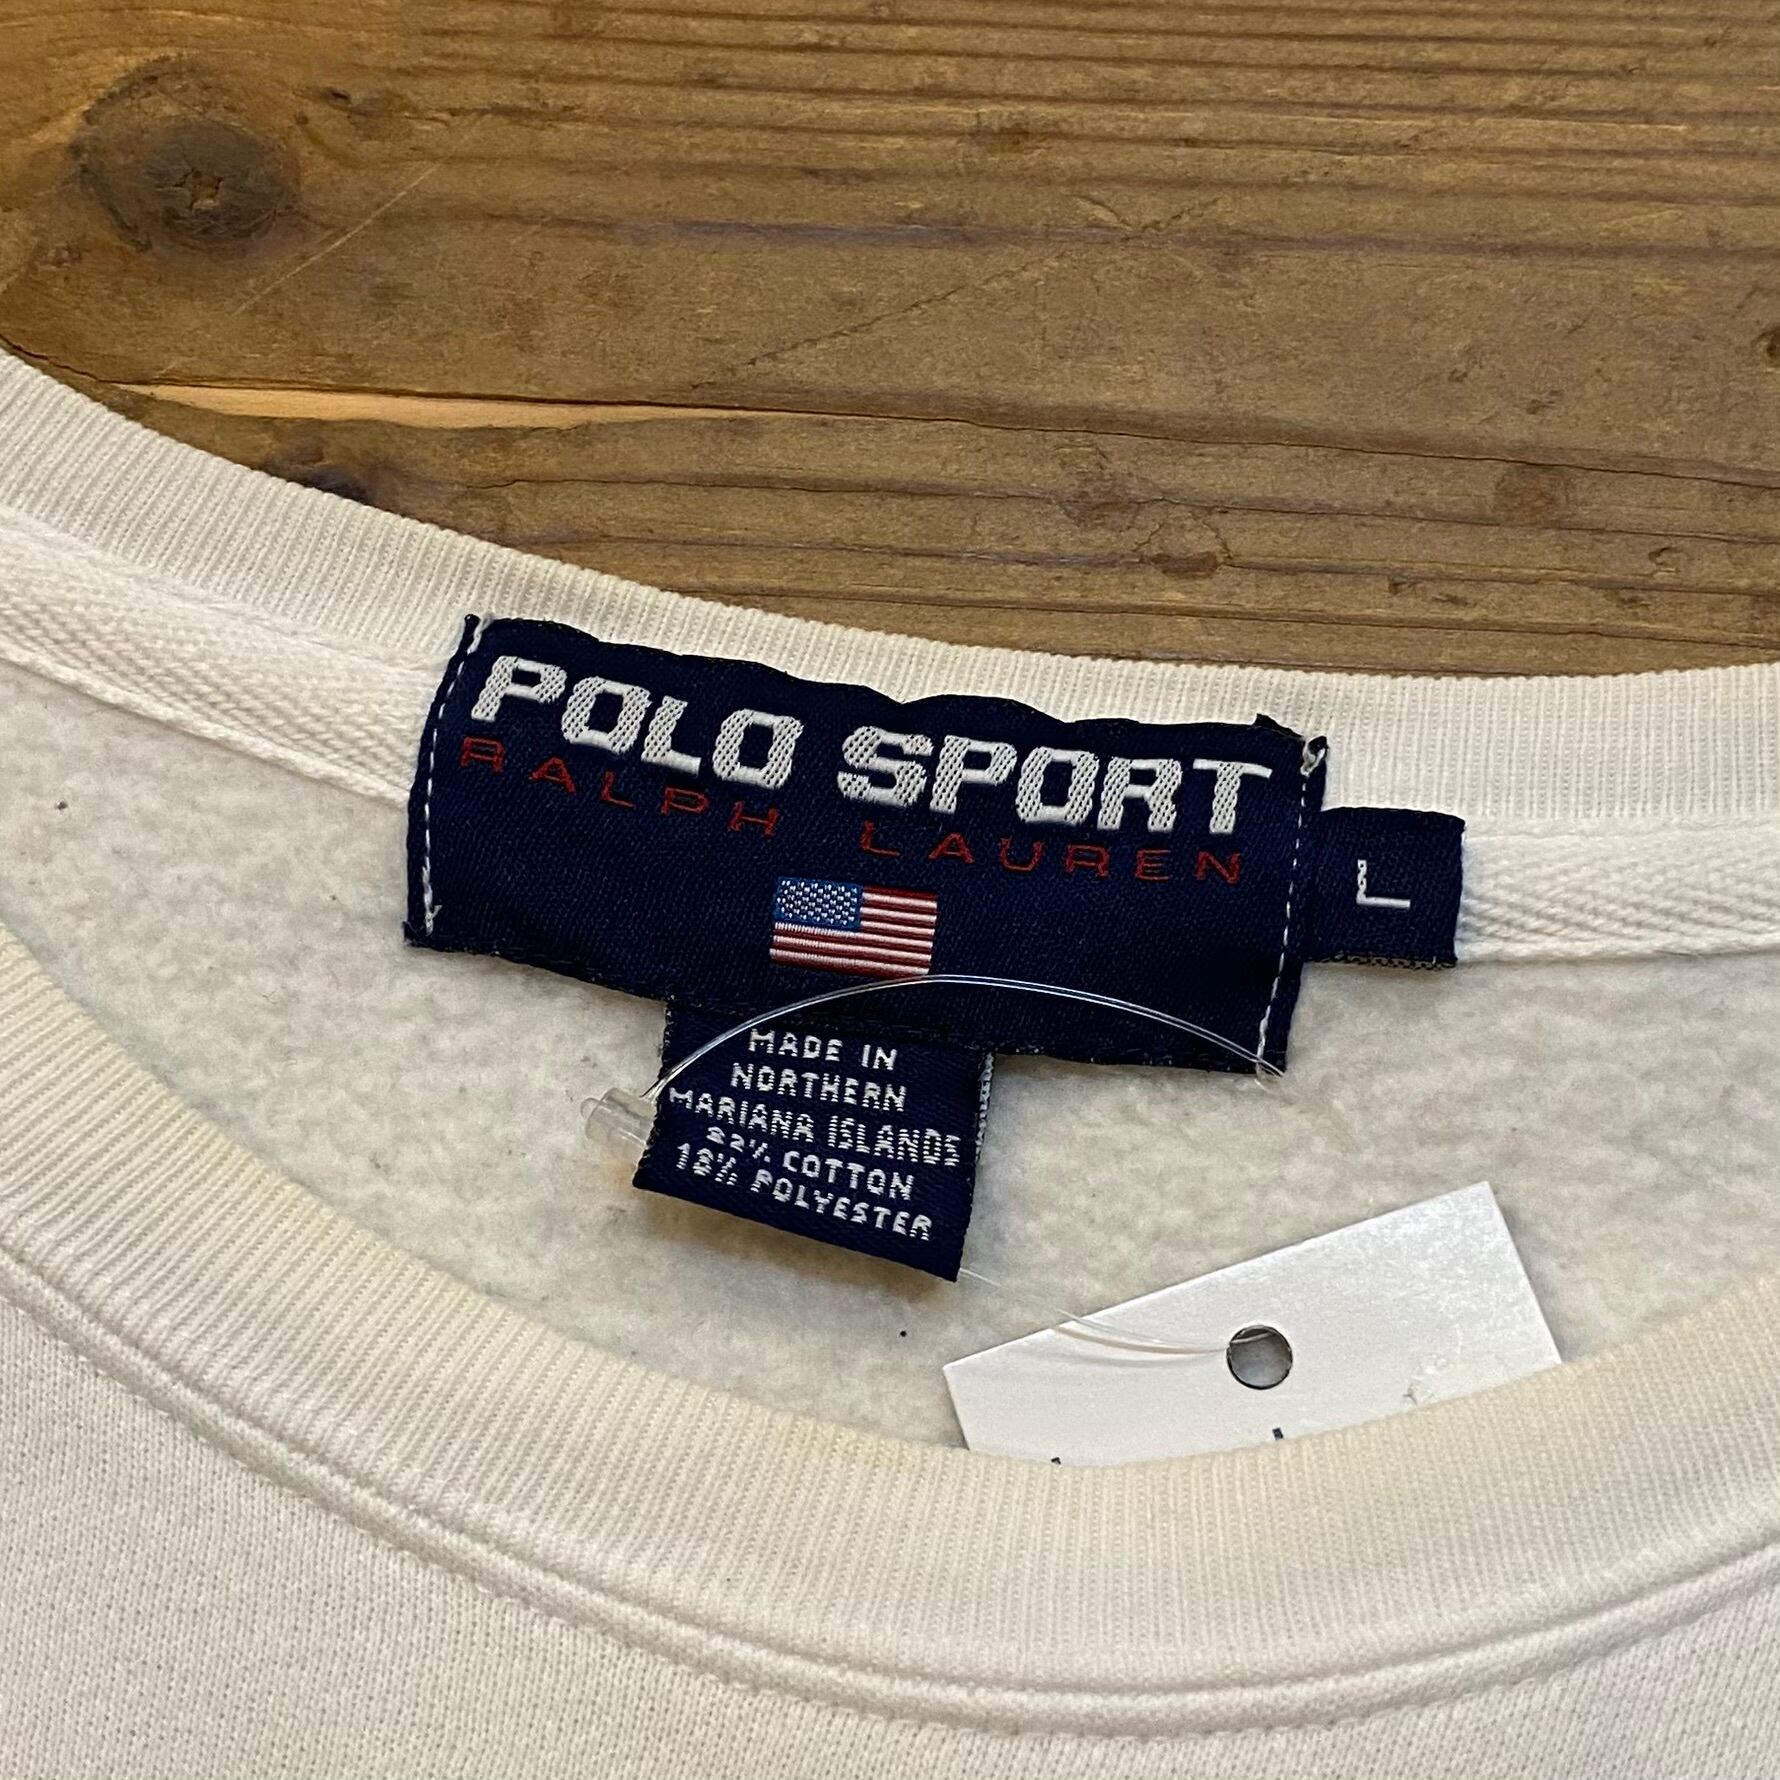 POLO SPORT
RALPH LAUREN
L
MADE IN
NORTHERN
MARIANA ISLANDS
82% COTTON
18% POLYESTER